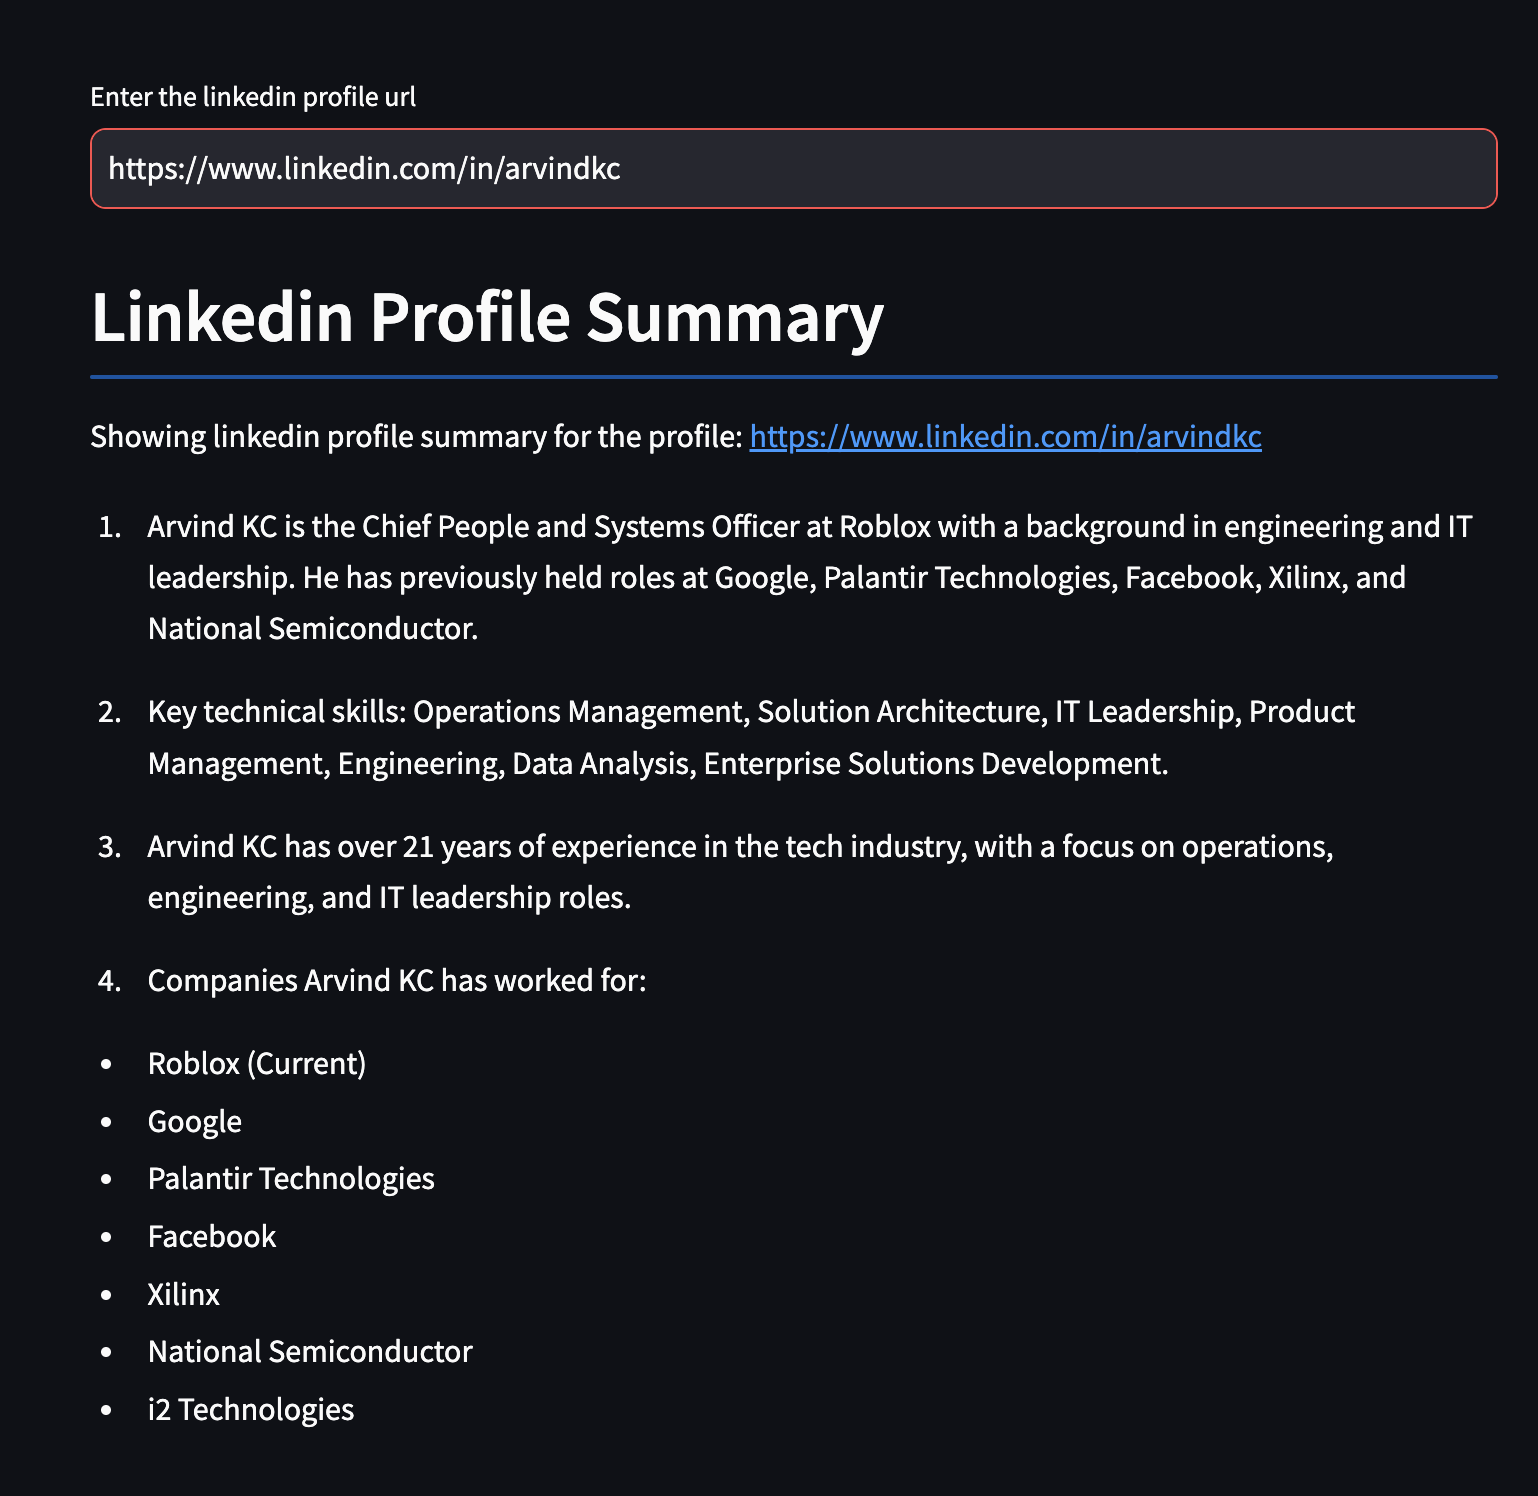 Enter the linkedin profile url
https://www.linkedin.com/in/arvindkc
Linkedin Profile Summary
Showing linkedin profile summary for the profile: https://www.linkedin.com/in/arvindkc
1. Arvind KC is the Chief People and Systems Officer at Roblox with a background in engineering and IT
leadership. He has previously held roles at Google, Palantir Technologies, Facebook, Xilinx, and
National Semiconductor.
2. Key technical skills: Operations Management, Solution Architecture, IT Leadership, Product
Management, Engineering, Data Analysis, Enterprise Solutions Development.
3. Arvind KC has over 21 years of experience in the tech industry, with a focus on operations,
engineering, and IT leadership roles.
4. Companies Arvind KC has worked for:
• Roblox (Current)
• Google
• Palantir Technologies
• Facebook
• Xilinx
• National Semiconductor
• i2 Technologies